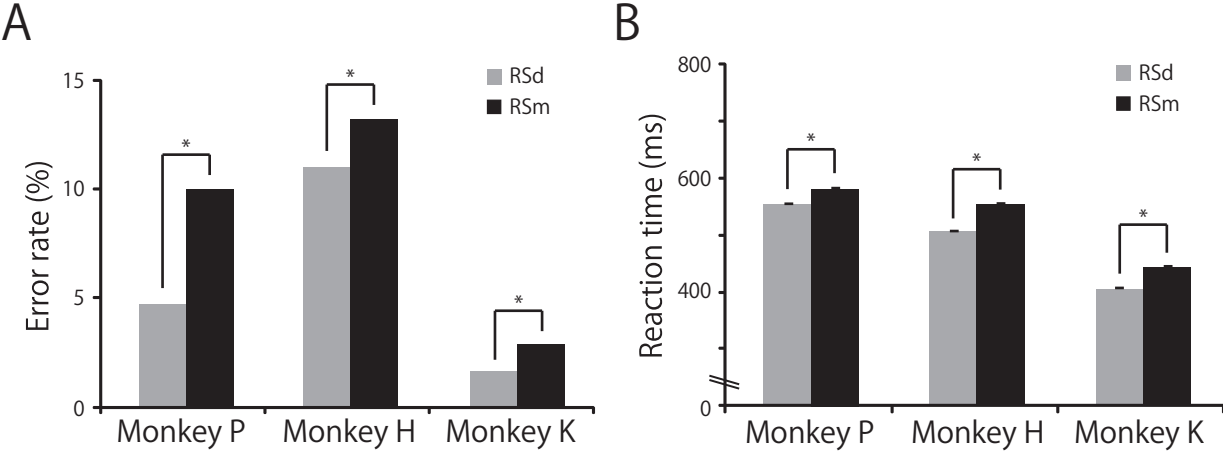 A
Error rate (%)
15
10
5
0
*
*
*
RSd
RSm
Monkey P
Monkey H
Monkey K
B
Reaction time (ms)
800
600
400
0
*
*
*
RSd
RSm
Monkey P
Monkey H
Monkey K